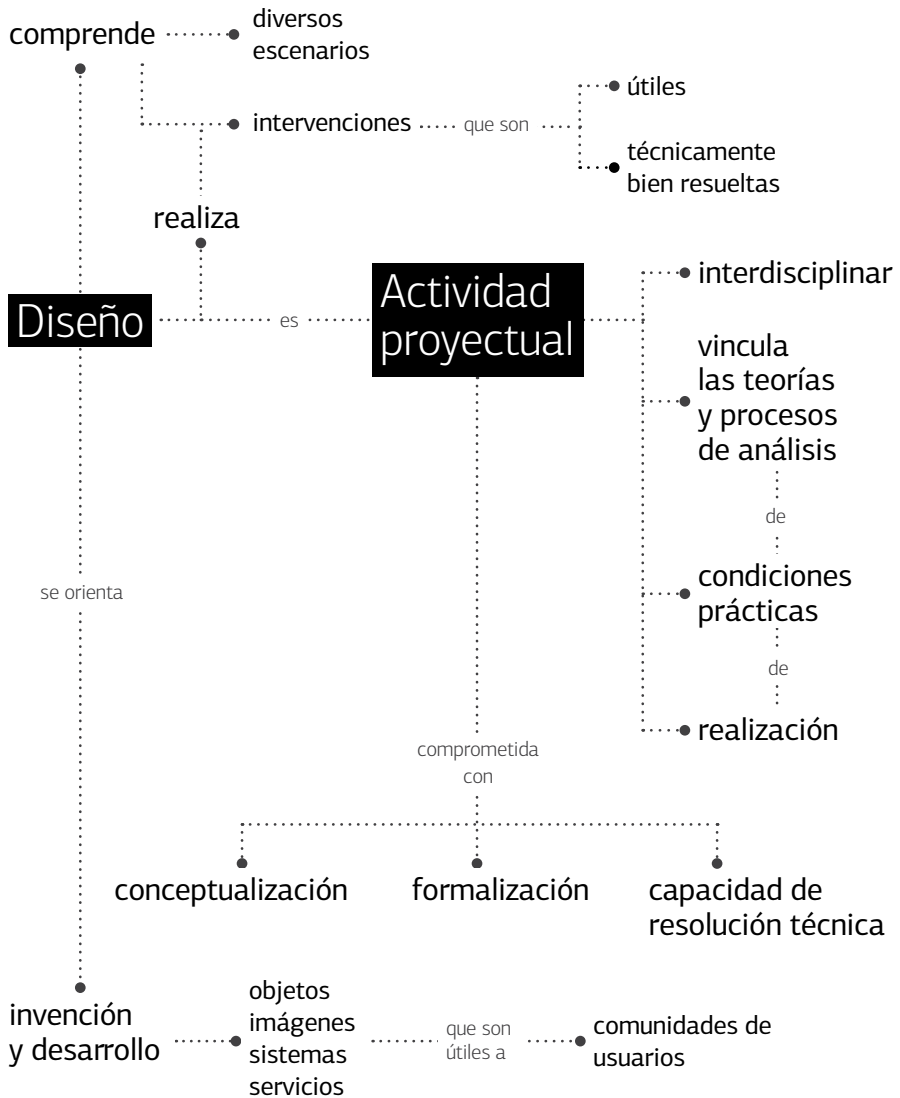 comprende
diversos
escenarios
útiles
intervenciones
que son
técnicamente
bien resueltas
realiza
interdisciplinar
Diseño
es
Actividad
proyectual
vincula
las teorías
y procesos
de análisis
de
se orienta
condiciones
prácticas
de
realización
comprometida
con
conceptualización
formalización
capacidad de
resolución técnica
invención
y desarrollo
objetos
imágenes
sistemas
servicios
que son
útiles a
comunidades de
usuarios